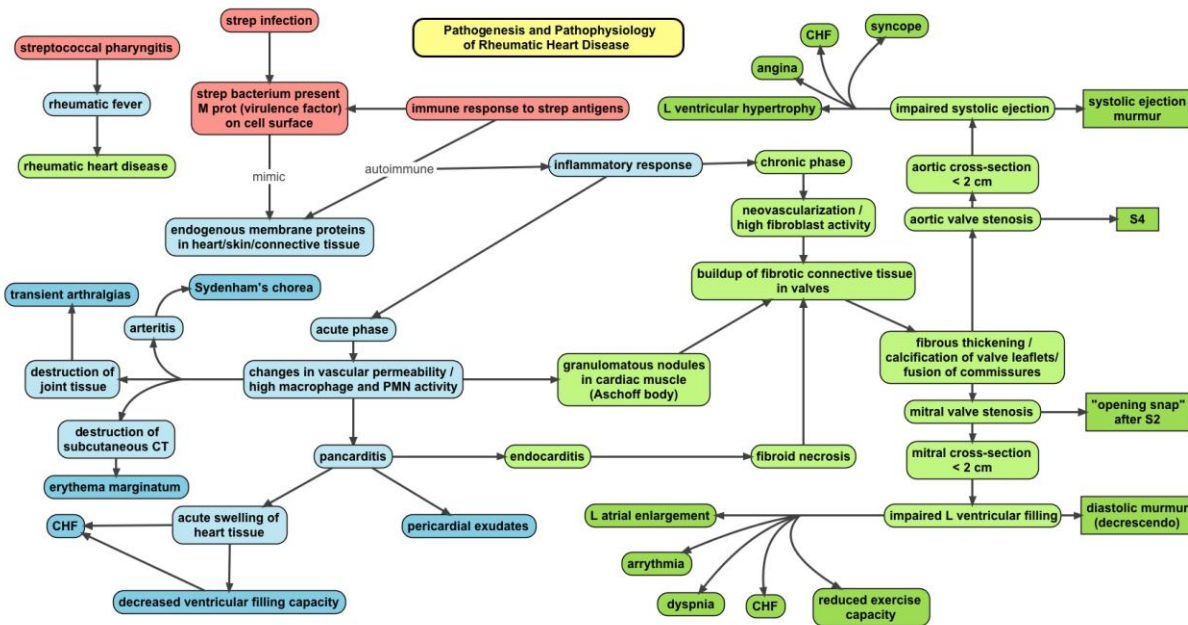 Pathogenesis and Pathophysiology
of Rheumatic Heart Disease
streptococcal pharyngitis
rheumatic fever
rheumatic heart disease
strep infection
strep bacterium present
M prot (virulence factor)
on cell surface
immune response to strep antigens
mimic
autoimmune
endogenous membrane proteins
in heart/skin/connective tissue
inflammatory response
chronic phase
neovascularization /
high fibroblast activity
buildup of fibrotic connective tissue
in valves
acute phase
changes in vascular permeability /
high macrophage and PMN activity
transient arthralgias
Sydenham's chorea
arteritis
destruction of
joint tissue
destruction of
subcutaneous CT
erythema marginatum
granulomatous nodules
in cardiac muscle
(Aschoff body)
pancarditis
endocarditis
fibroid necrosis
acute swelling of
heart tissue
CHF
pericardial exudates
decreased ventricular filling capacity
fibrous thickening /
calcification of valve leaflets/
fusion of commissures
aortic valve stenosis
S4
aortic cross-section
< 2 cm
impaired systolic ejection
systolic ejection
murmur
syncope
CHF
angina
L ventricular hypertrophy
mitral valve stenosis
"opening snap"
after S2
mitral cross-section
< 2 cm
impaired L ventricular filling
diastolic murmur
(decrescendo)
L atrial enlargement
arrythmia
dyspnia
CHF
reduced exercise
capacity